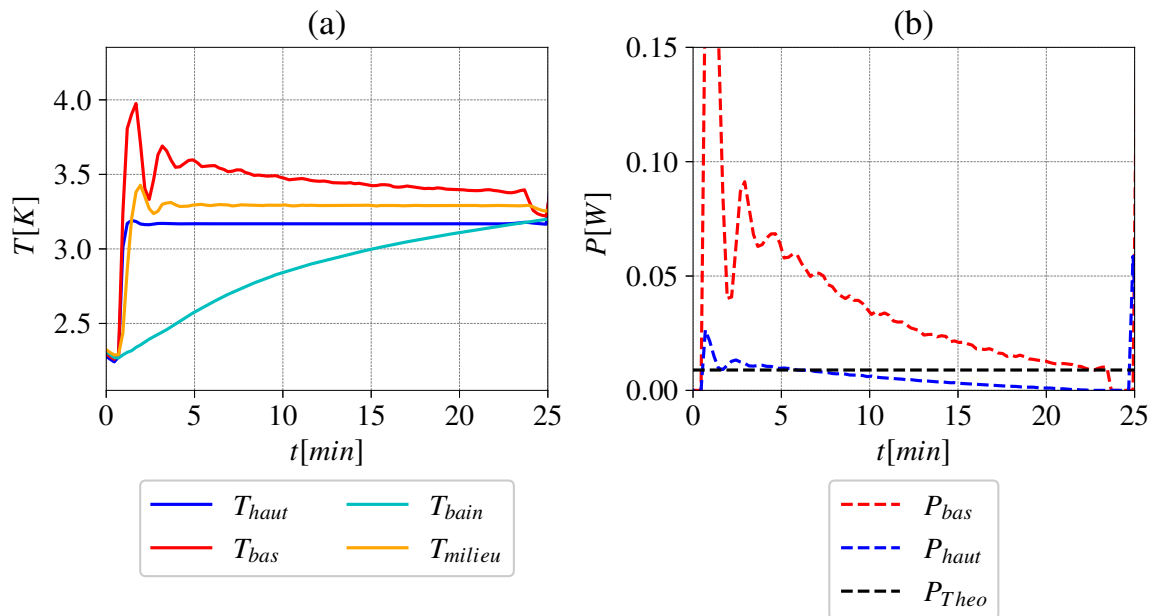 (a)
T[K]
4.0
3.5
3.0
2.5
0 5 10 15 20 25
t[min]
T_haut T_bain
T_bas T_milieu
(b)
P[W]
0.15
0.10
0.05
0.00
0 5 10 15 20 25
t[min]
P_bas
P_haut
P_Theo